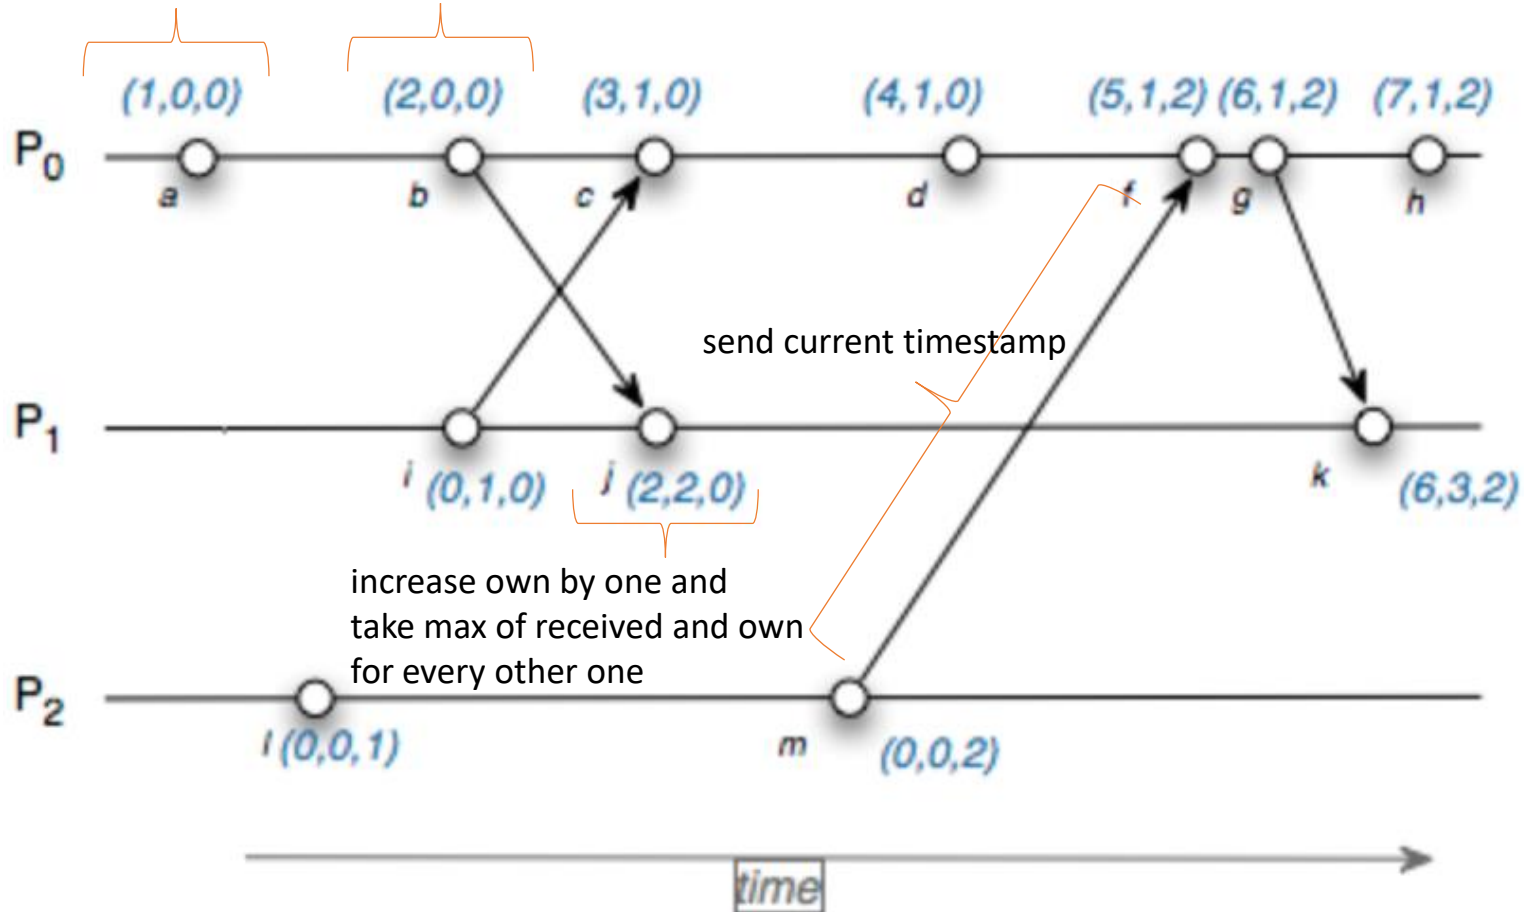 (1,0,0) (2,0,0) (3,1,0) (4,1,0) (5,1,2) (6,1,2) (7,1,2)
P0
a b c d f g h
send current timestamp
P1
i (0,1,0) j (2,2,0) k (6,3,2)
increase own by one and
take max of received and own
for every other one
P2
l (0,0,1) m (0,0,2)
time